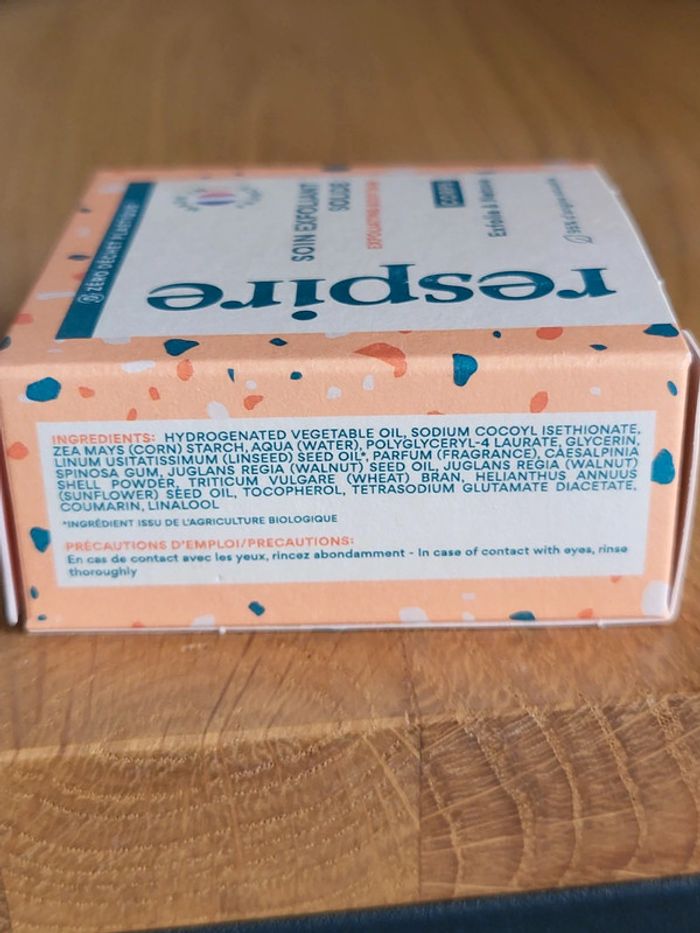 ZÉRO DÉCHET PLASTIQUE
SOIN EXFOLIANT
SOLIDE
EXFOLIATING BODY BAR
CORPS
respire
INGREDIENTS: HYDROGENATED VEGETABLE OIL, SODIUM COCOYL ISETHIONATE,
ZEA MAYS (CORN) STARCH, AQUA (WATER), POLYGLYCERYL-4 LAURATE, GLYCERIN,
LINUM USITATISSIMUM (LINSEED) SEED OIL*, PARFUM (FRAGRANCE), CAESALPINIA
SPINOSA GUM, JUGLANS REGIA (WALNUT) SEED OIL, JUGLANS REGIA (WALNUT)
SHELL POWDER, TRITICUM VULGARE (WHEAT) BRAN, HELIANTHUS ANNUUS
(SUNFLOWER) SEED OIL, TOCOPHEROL, TETRASODIUM GLUTAMATE DIACETATE,
COUMARIN, LINALOOL
*INGRÉDIENT ISSU DE L'AGRICULTURE BIOLOGIQUE
PRÉCAUTIONS D'EMPLOI/PRECAUTIONS:
En cas de contact avec les yeux, rincez abondamment - In case of contact with eyes, rinse
thoroughly